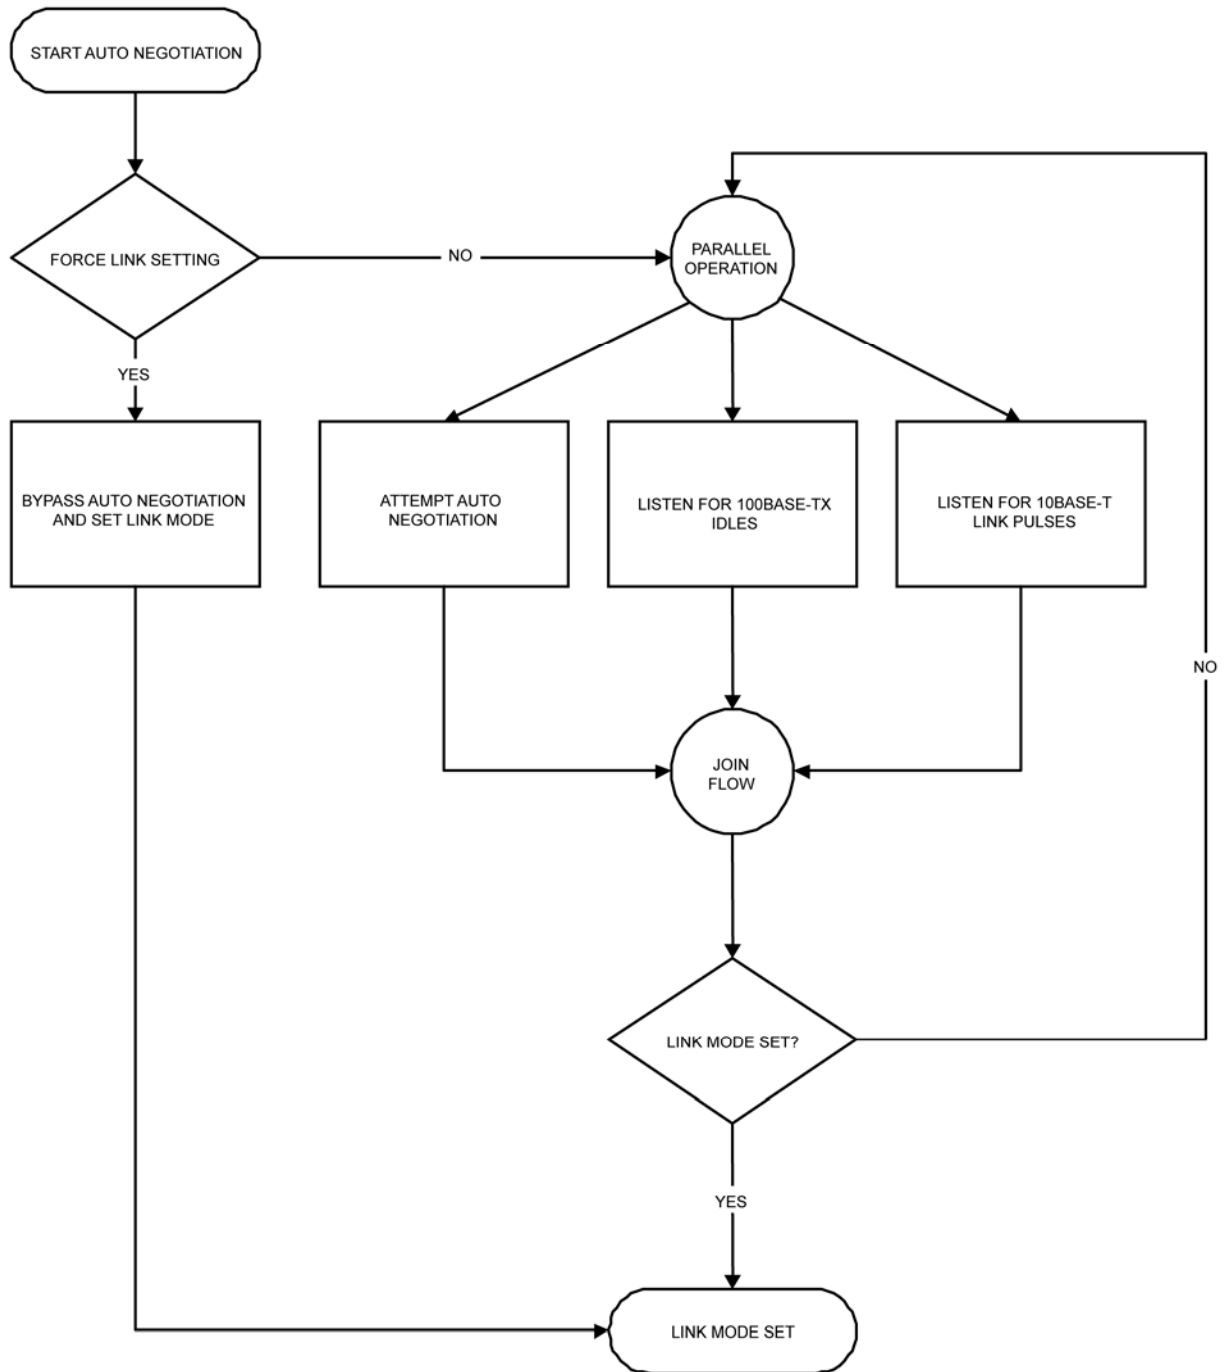 START AUTO NEGOTIATION
FORCE LINK SETTING
NO
PARALLEL
OPERATION
YES
BYPASS AUTO NEGOTIATION
AND SET LINK MODE
ATTEMPT AUTO
NEGOTIATION
LISTEN FOR 100BASE-TX
IDLES
LISTEN FOR 10BASE-T
LINK PULSES
NO
JOIN
FLOW
LINK MODE SET?
YES
LINK MODE SET